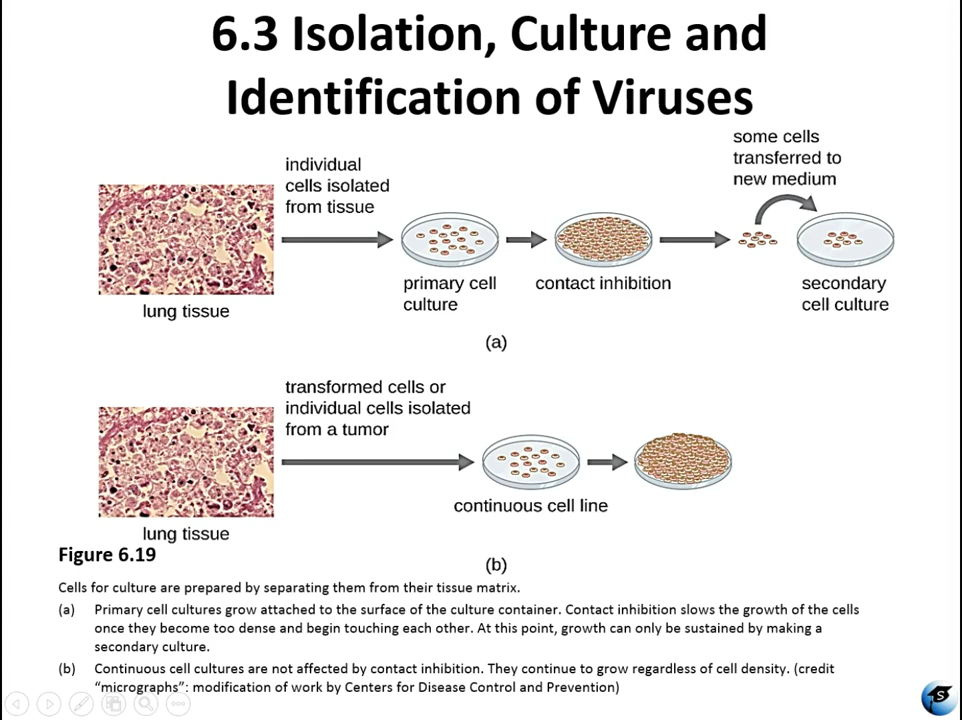 6.3 Isolation, Culture and
Identification of Viruses
some cells
transferred to
new medium
individual
cells isolated
from tissue
primary cell
culture
contact inhibition
secondary
cell culture
lung tissue
(a)
transformed cells or
individual cells isolated
from a tumor
continuous cell line
lung tissue
Figure 6.19
(b)
Cells for culture are prepared by separating them from their tissue matrix.
(a) Primary cell cultures grow attached to the surface of the culture container. Contact inhibition slows the growth of the cells
once they become too dense and begin touching each other. At this point, growth can only be sustained by making a
secondary culture.
(b) Continuous cell cultures are not affected by contact inhibition. They continue to grow regardless of cell density. (credit
“micrographs”: modification of work by Centers for Disease Control and Prevention)
S